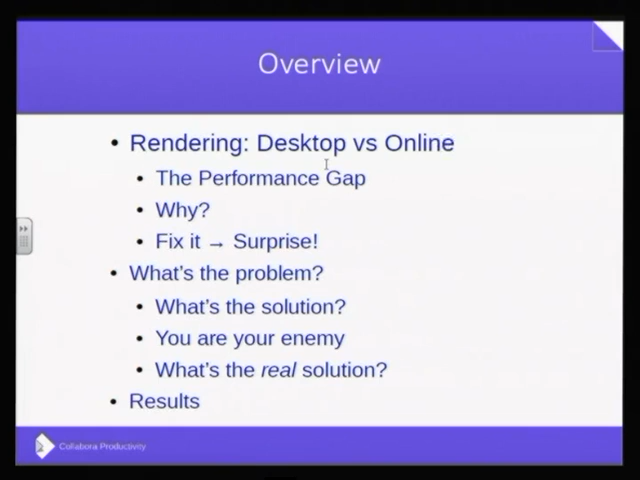 Overview
• Rendering: Desktop vs Online
• The Performance Gap
• Why?
• Fix it → Surprise!
• What's the problem?
• What's the solution?
• You are your enemy
• What's the real solution?
• Results
Collabora Productivity